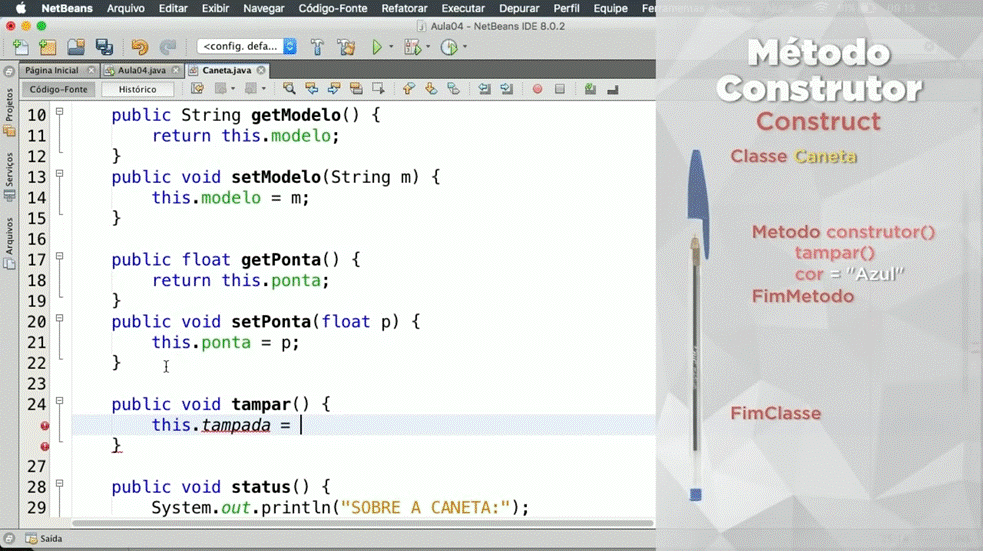 NetBeans Arquivo Editar Exibir Navegar Código-Fonte Refatorar Executar Depurar Perfil Equipe Ferramentas
Aula04 - NetBeans IDE 8.0.2
<config. defa...
Página Inicial Aula04.java Caneta.java
Código-Fonte Histórico
Projetos
Serviços
Arquivos
10 public String getModelo() {
11 return this.modelo;
12 }
13 public void setModelo(String m) {
14 this.modelo = m;
15 }
16
17 public float getPonta() {
18 return this.ponta;
19 }
20 public void setPonta(float p) {
21 this.ponta = p;
22 }
23
24 public void tampar() {
this.tampada =
}
27
28 public void status() {
29 System.out.println("SOBRE A CANETA:");
Saída
Método
Construtor
Construct
Classe Caneta
Metodo construtor()
tampar()
cor = "Azul"
FimMetodo
FimClasse